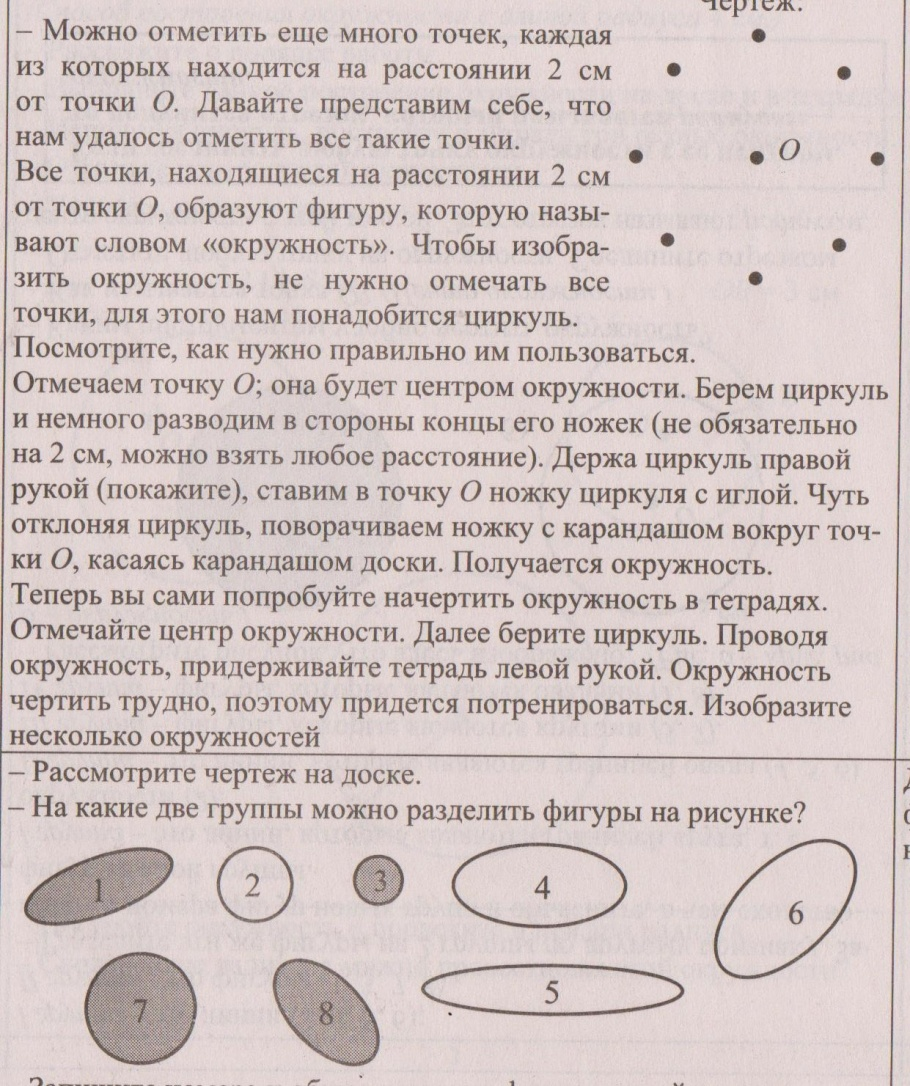 Чертеж:
– Можно отметить еще много точек, каждая
из которых находится на расстоянии 2 см
от точки О. Давайте представим себе, что
нам удалось отметить все такие точки.
О
Все точки, находящиеся на расстоянии 2 см
от точки О, образуют фигуру, которую назы-
вают словом «окружность». Чтобы изобра-
зить окружность, не нужно отмечать все
точки, для этого нам понадобится циркуль.
Посмотрите, как нужно правильно им пользоваться.
Отмечаем точку О; она будет центром окружности. Берем циркуль
и немного разводим в стороны концы его ножек (не обязательно
на 2 см, можно взять любое расстояние). Держа циркуль правой
рукой (покажите), ставим в точку О ножку циркуля с иглой. Чуть
отклоняя циркуль, поворачиваем ножку с карандашом вокруг точ-
ки О, касаясь карандашом доски. Получается окружность.
Теперь вы сами попробуйте начертить окружность в тетрадях.
Отмечайте центр окружности. Далее берите циркуль. Проводя
окружность, придерживайте тетрадь левой рукой. Окружность
чертить трудно, поэтому придется потренироваться. Изобразите
несколько окружностей
– Рассмотрите чертеж на доске.
– На какие две группы можно разделить фигуры на рисунке?
1 2 3 4 6
7 8 5